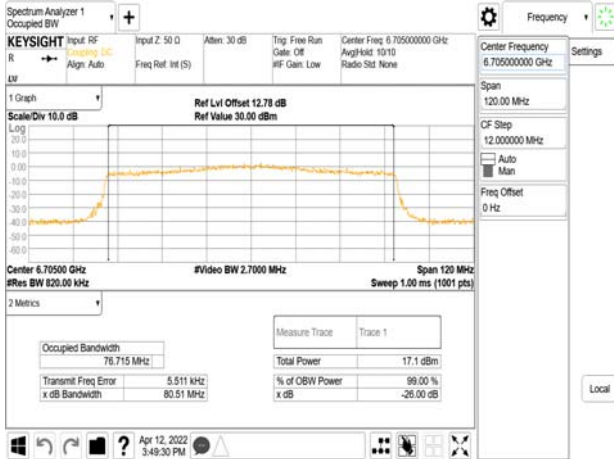 Spectrum Analyzer 1
Occupied BW
+
Frequency
KEYSIGHT
R
Input: RF
Coupling: DC
Align: Auto
Input Z: 50 Ω
Freq Ref: Int (S)
Atten: 30 dB
Trig: Free Run
Gate: Off
#IF Gain: Low
Center Freq: 6.705000000 GHz
Avg|Hold: 10/10
Radio Std: None
Center Frequency
6.705000000 GHz
Settings
Span
120.00 MHz
CF Step
12.000000 MHz
Auto
Man
Freq Offset
0 Hz
Local
1 Graph
Scale/Div 10.0 dB
Ref Lvl Offset 12.78 dB
Ref Value 30.00 dBm
Log
20.0
10.0
0.00
-10.0
-20.0
-30.0
-40.0
-50.0
-60.0
Center 6.70500 GHz
#Video BW 2.7000 MHz
Span 120 MHz
#Res BW 820.00 kHz
Sweep 1.00 ms (1001 pts)
2 Metrics
Measure Trace Trace 1
Occupied Bandwidth
76.715 MHz
Total Power 17.1 dBm
Transmit Freq Error 5.511 kHz
% of OBW Power 99.00 %
x dB Bandwidth 80.51 MHz
x dB -26.00 dB
?
Apr 12, 2022
3:49:30 PM